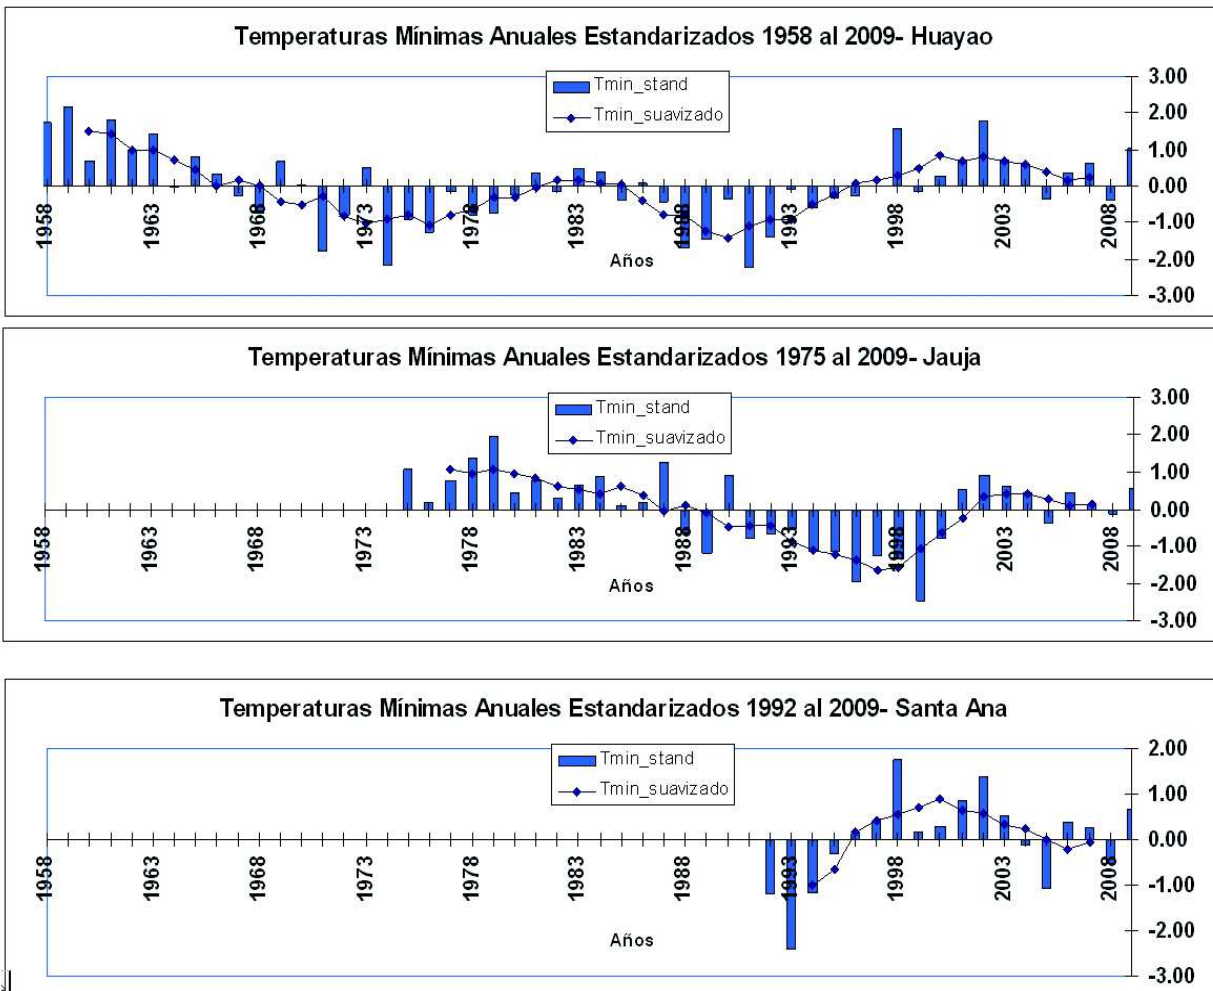 Temperaturas Mínimas Anuales Estandarizados 1958 al 2009- Huayao
Tmin_stand
Tmin_suavizado
3.00
2.00
1.00
0.00
-1.00
-2.00
-3.00
1958 1963 1968 1973 1978 1983 1988 1993 1998 2003 2008
Años
Temperaturas Mínimas Anuales Estandarizados 1975 al 2009- Jauja
Tmin_stand
Tmin_suavizado
3.00
2.00
1.00
0.00
-1.00
-2.00
-3.00
1958 1963 1968 1973 1978 1983 1988 1993 1998 2003 2008
Años
Temperaturas Mínimas Anuales Estandarizados 1992 al 2009- Santa Ana
Tmin_stand
Tmin_suavizado
2.00
1.00
0.00
-1.00
-2.00
-3.00
1958 1963 1968 1973 1978 1983 1988 1993 1998 2003 2008
Años